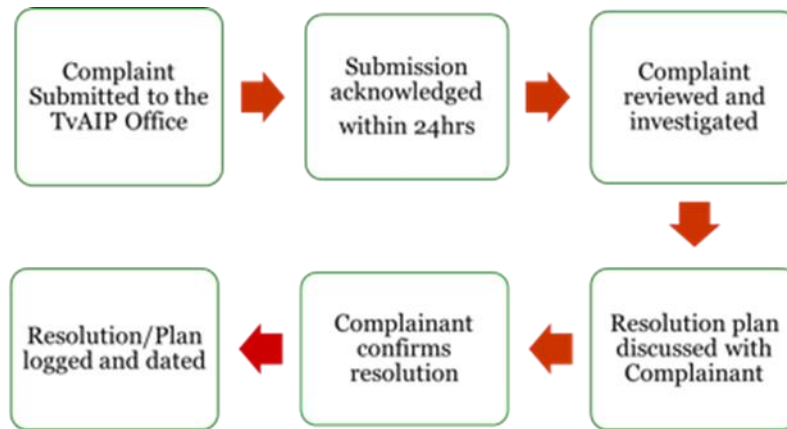 Complaint
Submitted to the
TvAIP Office
Submission
acknowledged
within 24hrs
Complaint
reviewed and
investigated
Resolution plan
discussed with
Complainant
Complainant
confirms
resolution
Resolution/Plan
logged and dated